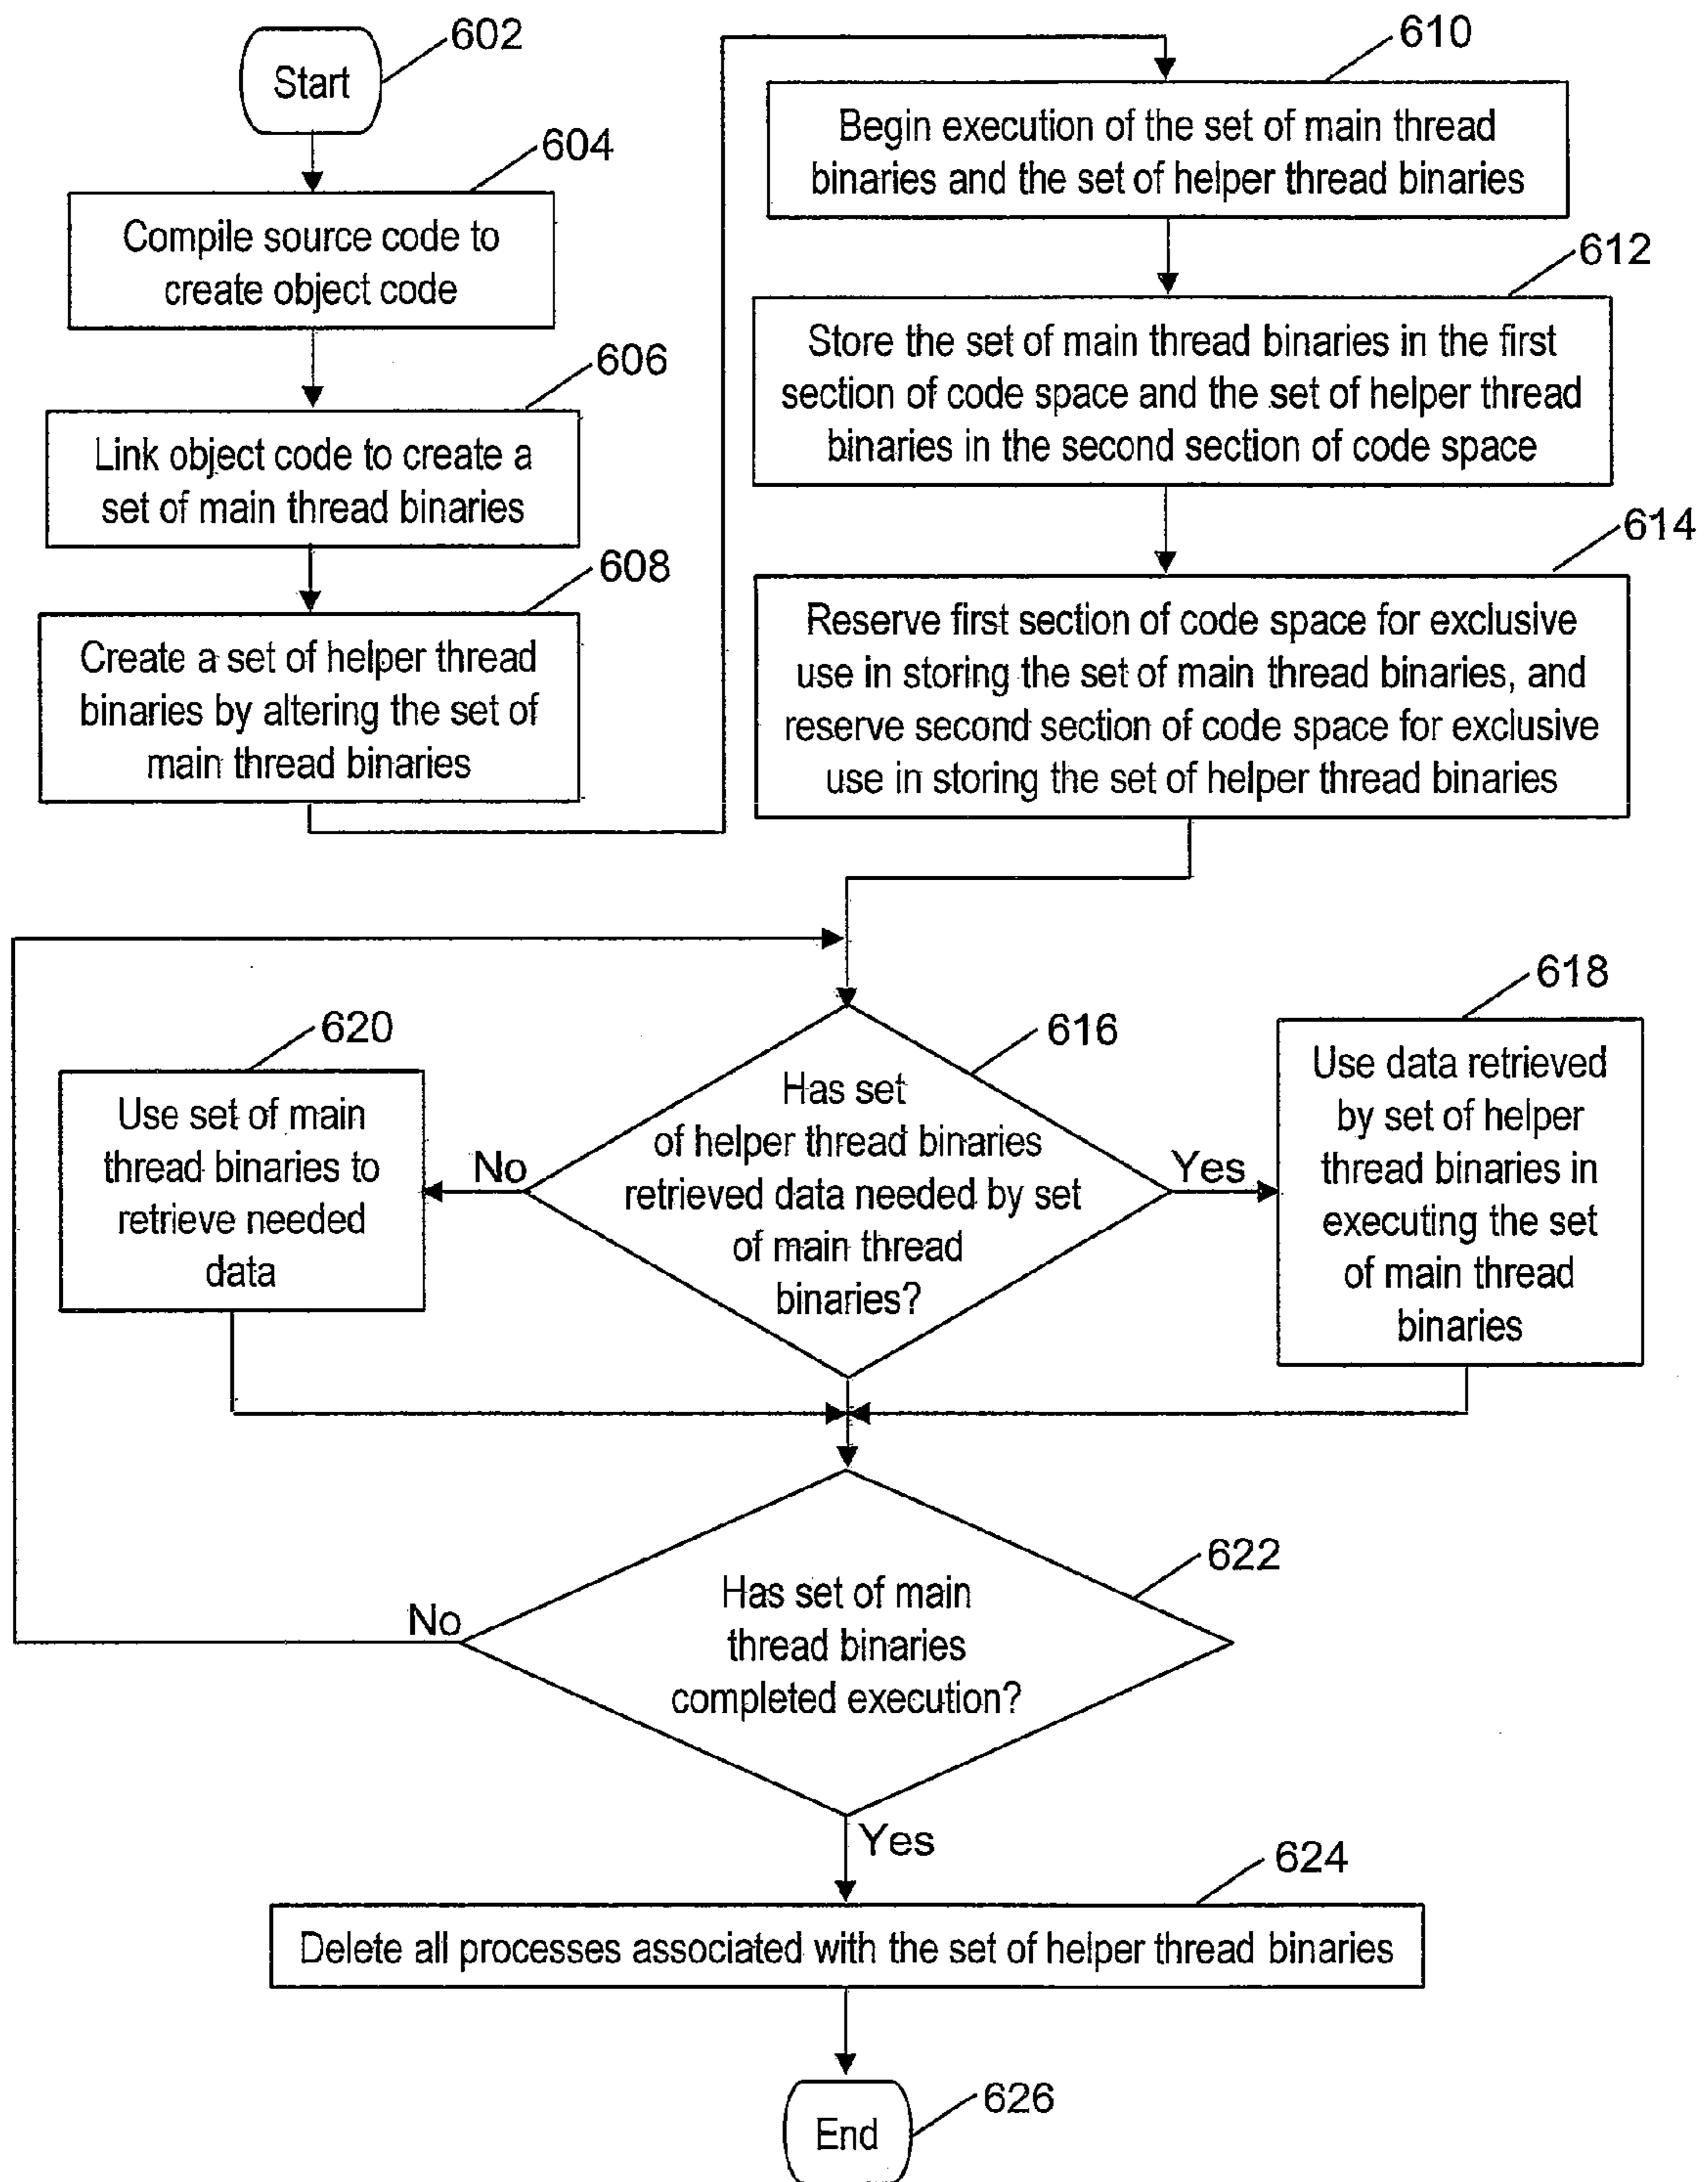 602
Start
604
Compile source code to
create object code
606
Link object code to create a
set of main thread binaries
608
Create a set of helper thread
binaries by altering the set of
main thread binaries
610
Begin execution of the set of main thread
binaries and the set of helper thread binaries
612
Store the set of main thread binaries in the first
section of code space and the set of helper thread
binaries in the second section of code space
614
Reserve first section of code space for exclusive
use in storing the set of main thread binaries, and
reserve second section of code space for exclusive
use in storing the set of helper thread binaries
616
Has set
of helper thread binaries
retrieved data needed by set
of main thread
binaries?
No
Yes
620
Use set of main
thread binaries to
retrieve needed
data
618
Use data retrieved
by set of helper
thread binaries in
executing the set
of main thread
binaries
622
Has set of main
thread binaries
completed execution?
No
Yes
624
Delete all processes associated with the set of helper thread binaries
626
End